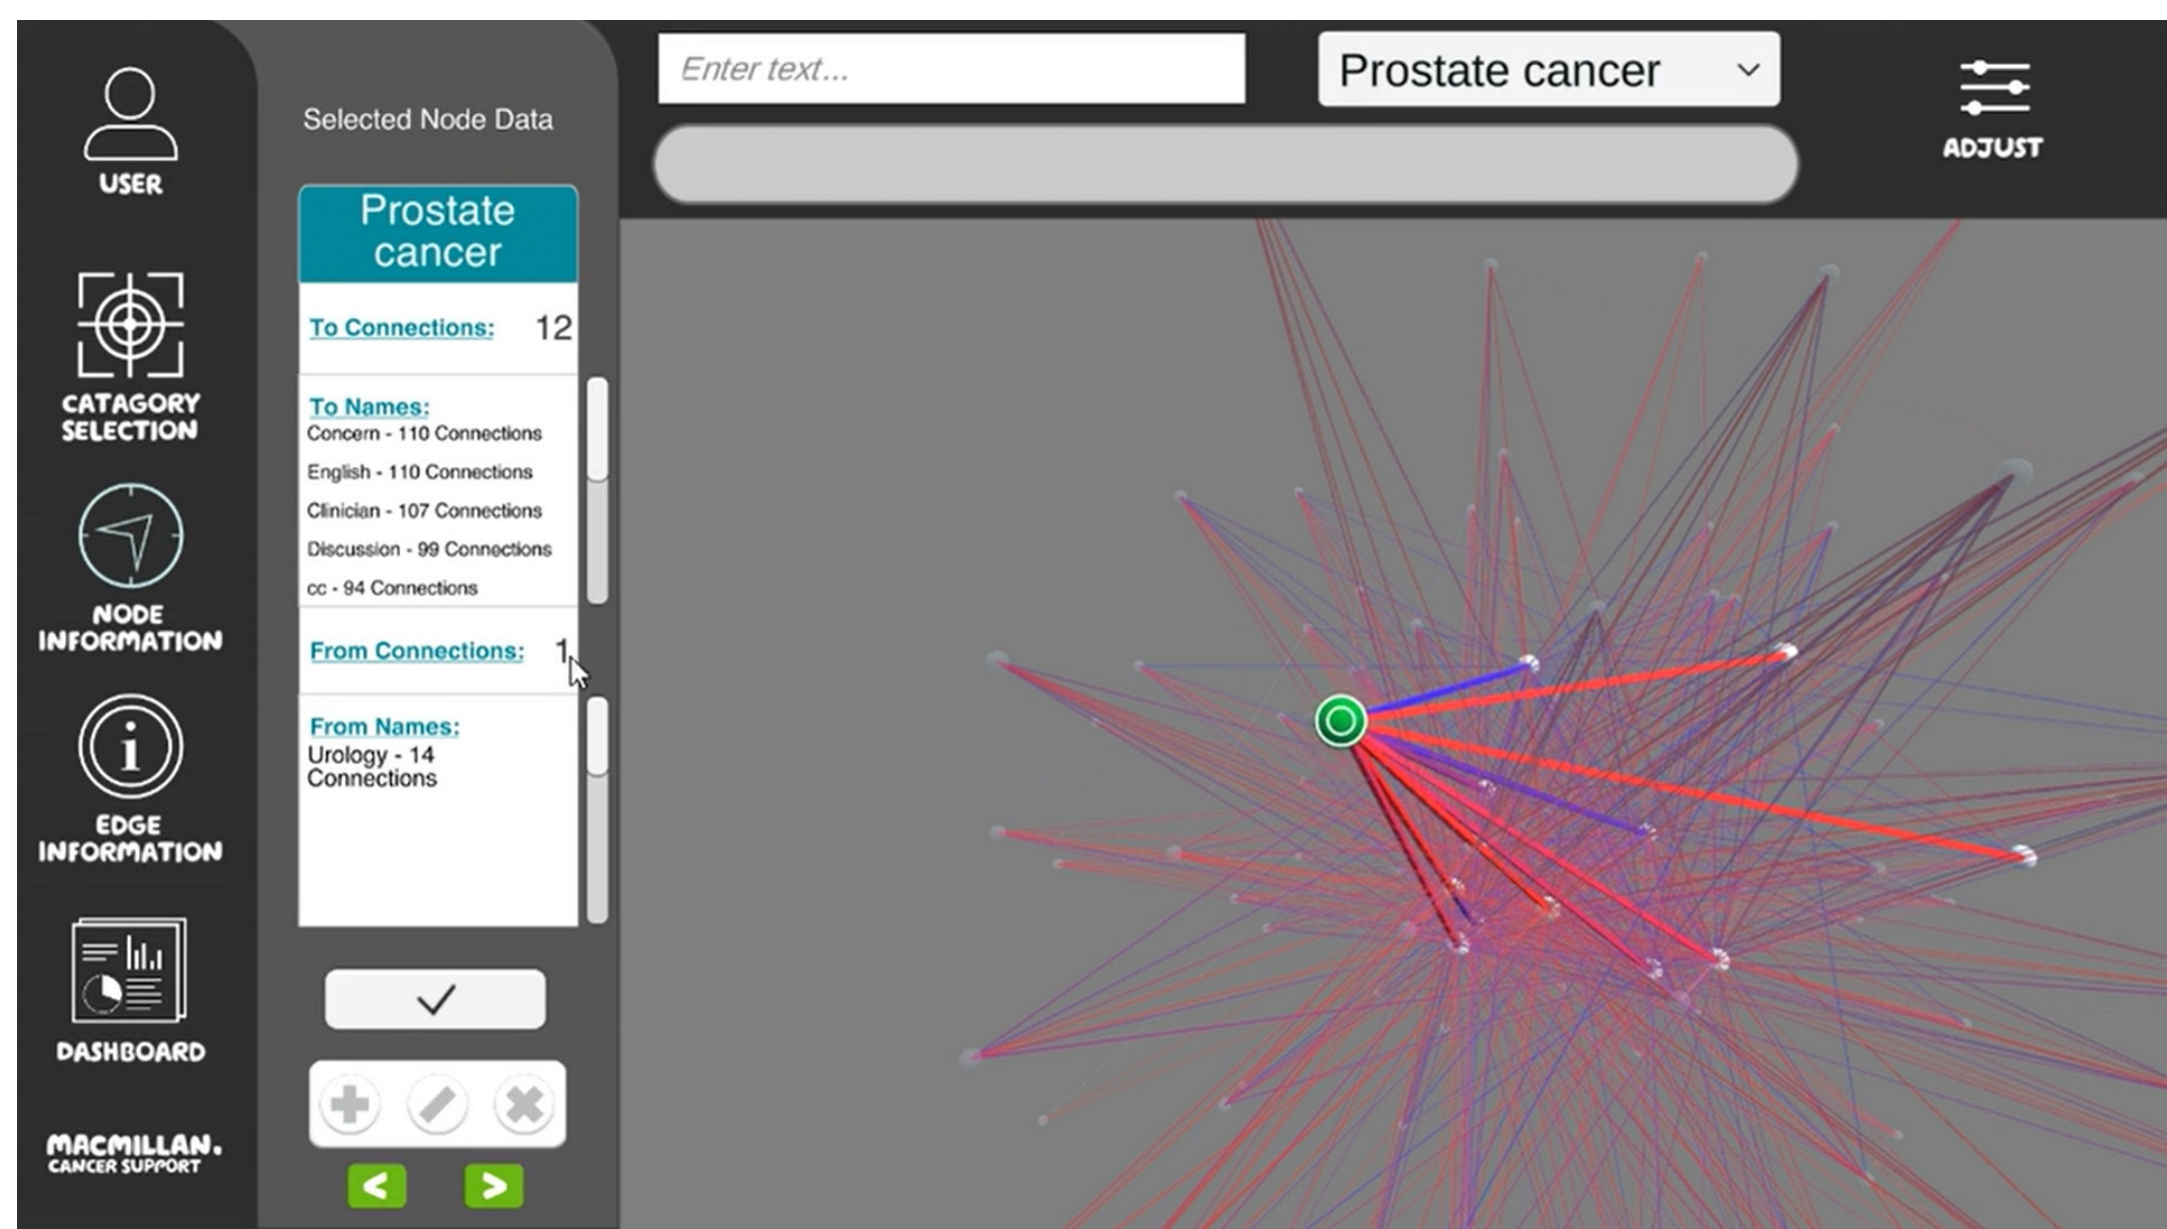 USER
CATAGORY
SELECTION
NODE
INFORMATION
EDGE
INFORMATION
DASHBOARD
MACMILLAN.
CANCER SUPPORT
Selected Node Data
Prostate
cancer
To Connections: 12
To Names:
Concern - 110 Connections
English - 110 Connections
Clinician - 107 Connections
Discussion - 99 Connections
cc - 94 Connections
From Connections: 1
From Names:
Urology - 14
Connections
Enter text...
Prostate cancer
ADJUST